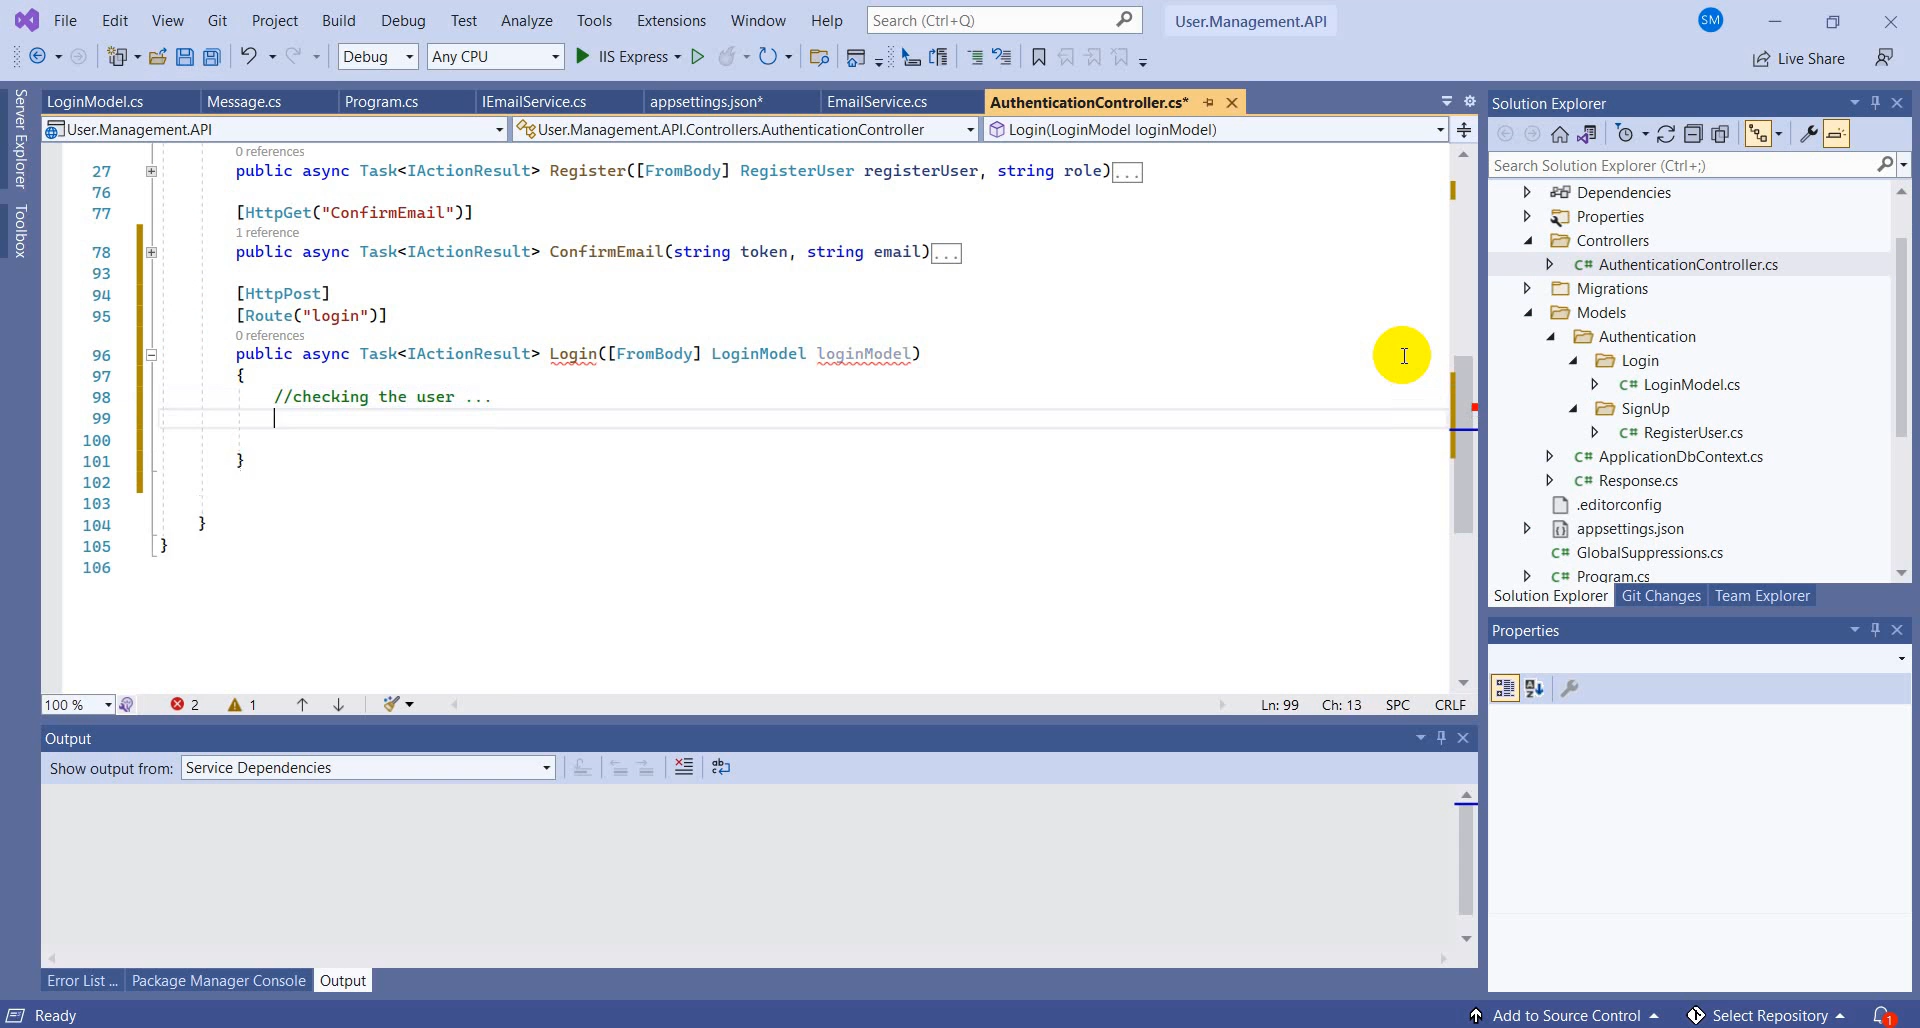 File Edit View Git Project Build Debug Test Analyze Tools Extensions Window Help Search (Ctrl+Q) User.Management.API SM
Debug Any CPU IIS Express Live Share
Server Explorer
Toolbox
LoginModel.cs Message.cs Program.cs IEmailService.cs appsettings.json* EmailService.cs AuthenticationController.cs*
User.Management.API User.Management.API.Controllers.AuthenticationController Login(LoginModel loginModel)
0 references
27 public async Task<IActionResult> Register([FromBody] RegisterUser registerUser, string role)...
76
77 [HttpGet("ConfirmEmail")]
1 reference
78 public async Task<IActionResult> ConfirmEmail(string token, string email)...
93
94 [HttpPost]
95 [Route("login")]
0 references
96 public async Task<IActionResult> Login([FromBody] LoginModel loginModel)
97 {
98 //checking the user ...
99
100
101 }
102
103
104 }
105 }
106
100 % 2 1 Ln: 99 Ch: 13 SPC CRLF
Output
Show output from: Service Dependencies
Error List ... Package Manager Console Output
Solution Explorer
Search Solution Explorer (Ctrl+;)
Dependencies
Properties
Controllers
C# AuthenticationController.cs
Migrations
Models
Authentication
Login
C# LoginModel.cs
SignUp
C# RegisterUser.cs
C# ApplicationDbContext.cs
C# Response.cs
.editorconfig
appsettings.json
C# GlobalSuppressions.cs
C# Program.cs
Solution Explorer Git Changes Team Explorer
Properties
Ready Add to Source Control Select Repository 1